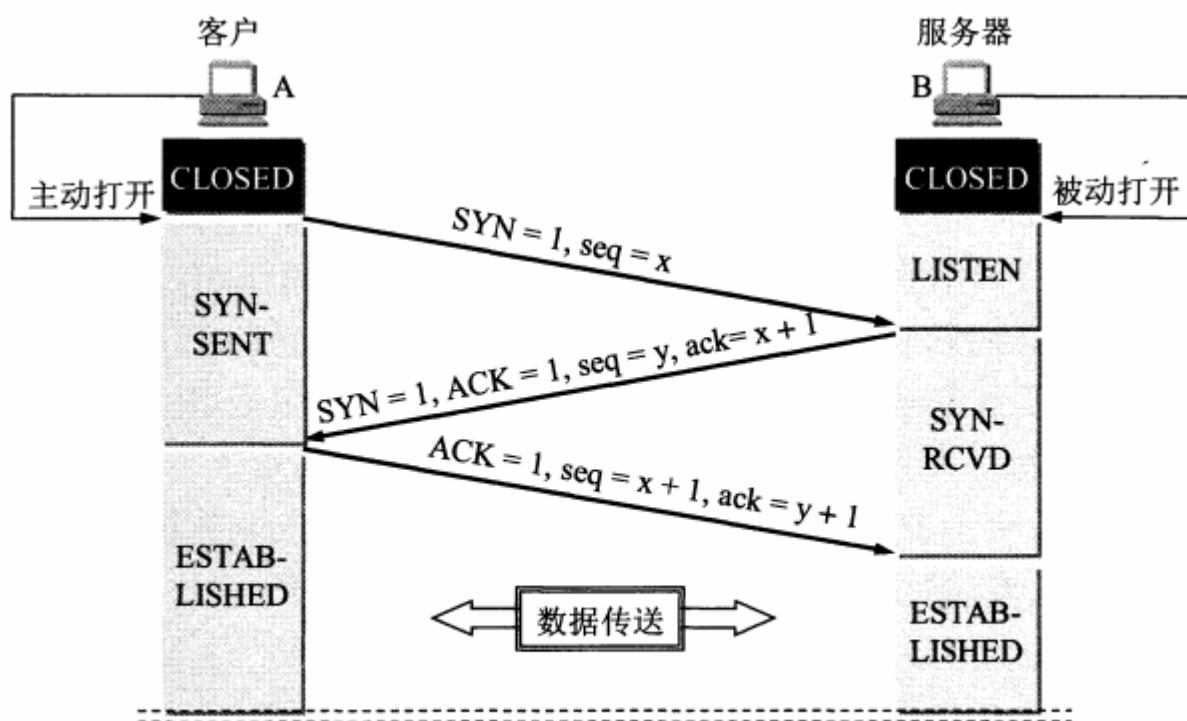 客户
服务器
A
B
CLOSED
CLOSED
主动打开
被动打开
SYN = 1, seq = x
LISTEN
SYN-
SENT
SYN = 1, ACK = 1, seq = y, ack= x + 1
SYN-
RCVD
ACK = 1, seq = x + 1, ack = y + 1
ESTAB-
LISHED
数据传送
ESTAB-
LISHED